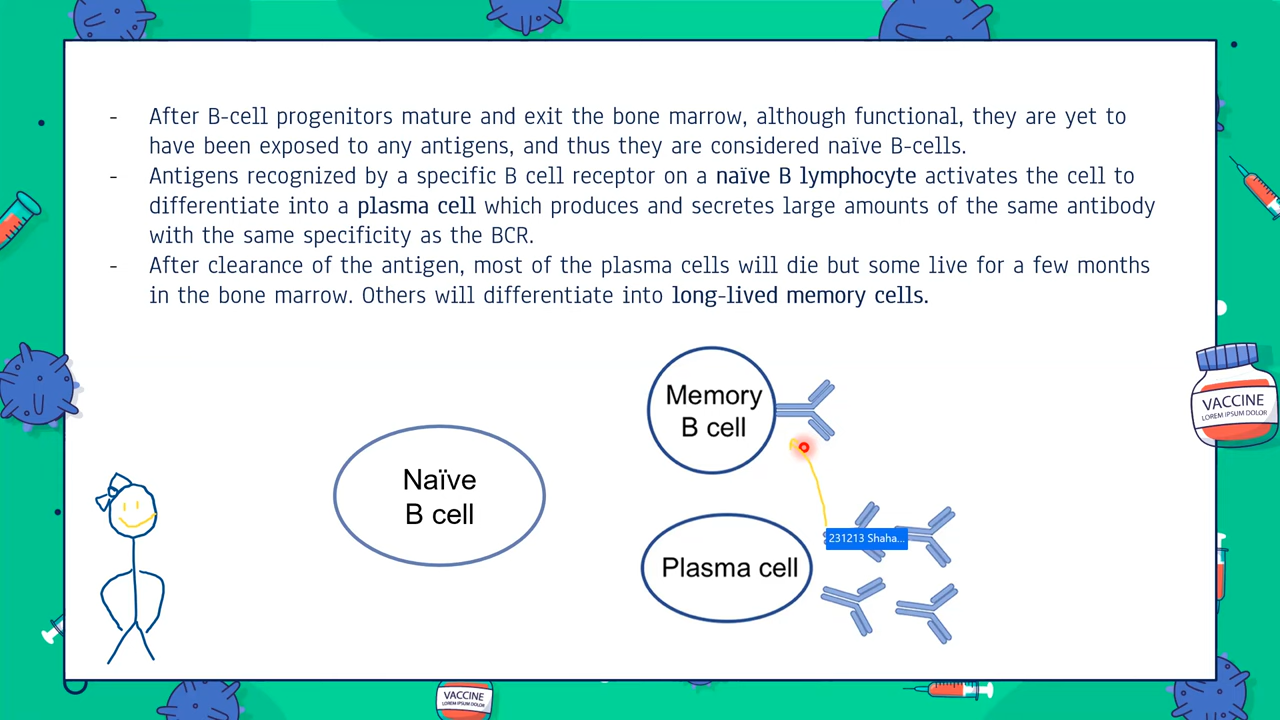 - After B-cell progenitors mature and exit the bone marrow, although functional, they are yet to
have been exposed to any antigens, and thus they are considered naïve B-cells.
- Antigens recognized by a specific B cell receptor on a naïve B lymphocyte activates the cell to
differentiate into a plasma cell which produces and secretes large amounts of the same antibody
with the same specificity as the BCR.
- After clearance of the antigen, most of the plasma cells will die but some live for a few months
in the bone marrow. Others will differentiate into long-lived memory cells.
Memory
B cell
Naïve
B cell
231213 Shaha...
Plasma cell
VACCINE
LOREM IPSUM DOLOR
VACCINE
LOREM IPSUM DOLOR